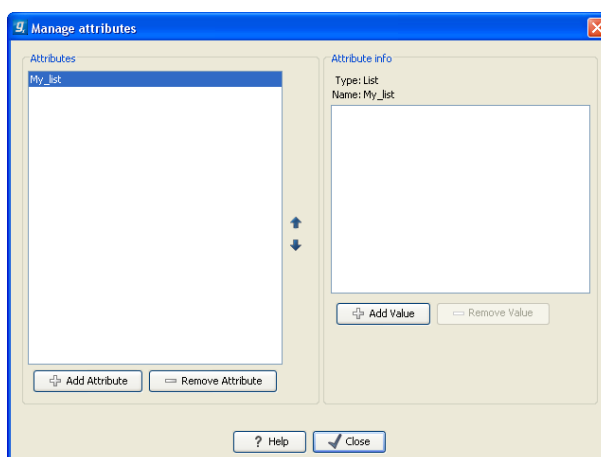 Manage attributes
Attributes
My_list
Add Attribute
Remove Attribute
Attribute info
Type: List
Name: My_list
Add Value
Remove Value
? Help
Close